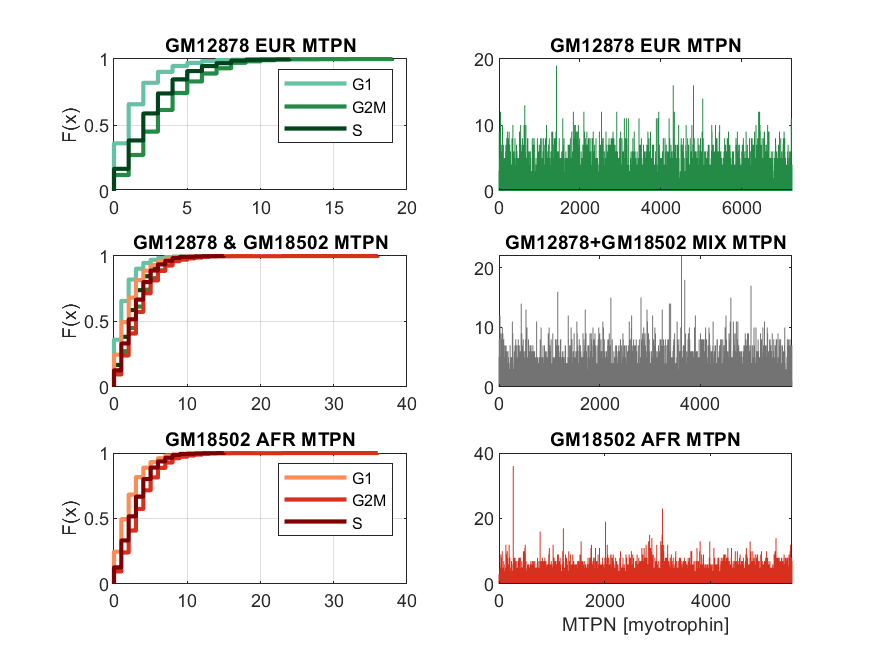 GM12878 EUR MTPN
1
0.5
0
F(x)
0 5 10 15 20
G1
G2M
S
GM12878 EUR MTPN
20
10
0
0 2000 4000 6000
GM12878 & GM18502 MTPN
1
0.5
0
F(x)
0 10 20 30 40
GM12878+GM18502 MIX MTPN
20
10
0
0 2000 4000
GM18502 AFR MTPN
1
0.5
0
F(x)
0 10 20 30 40
G1
G2M
S
GM18502 AFR MTPN
40
20
0
0 2000 4000
MTPN [myotrophin]